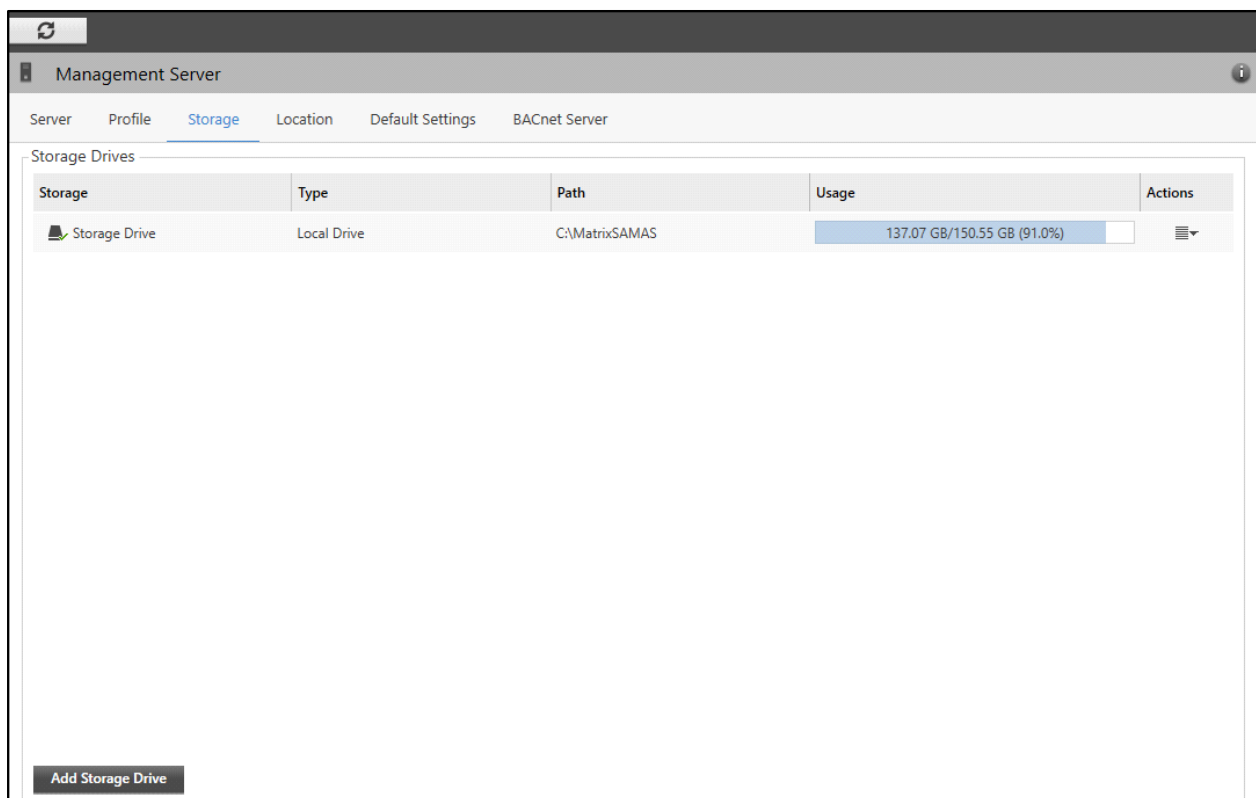 Management Server
Server Profile Storage Location Default Settings BACnet Server
Storage Drives
Storage Type Path Usage Actions
Storage Drive Local Drive C:\MatrixSAMAS 137.07 GB/150.55 GB (91.0%)
Add Storage Drive